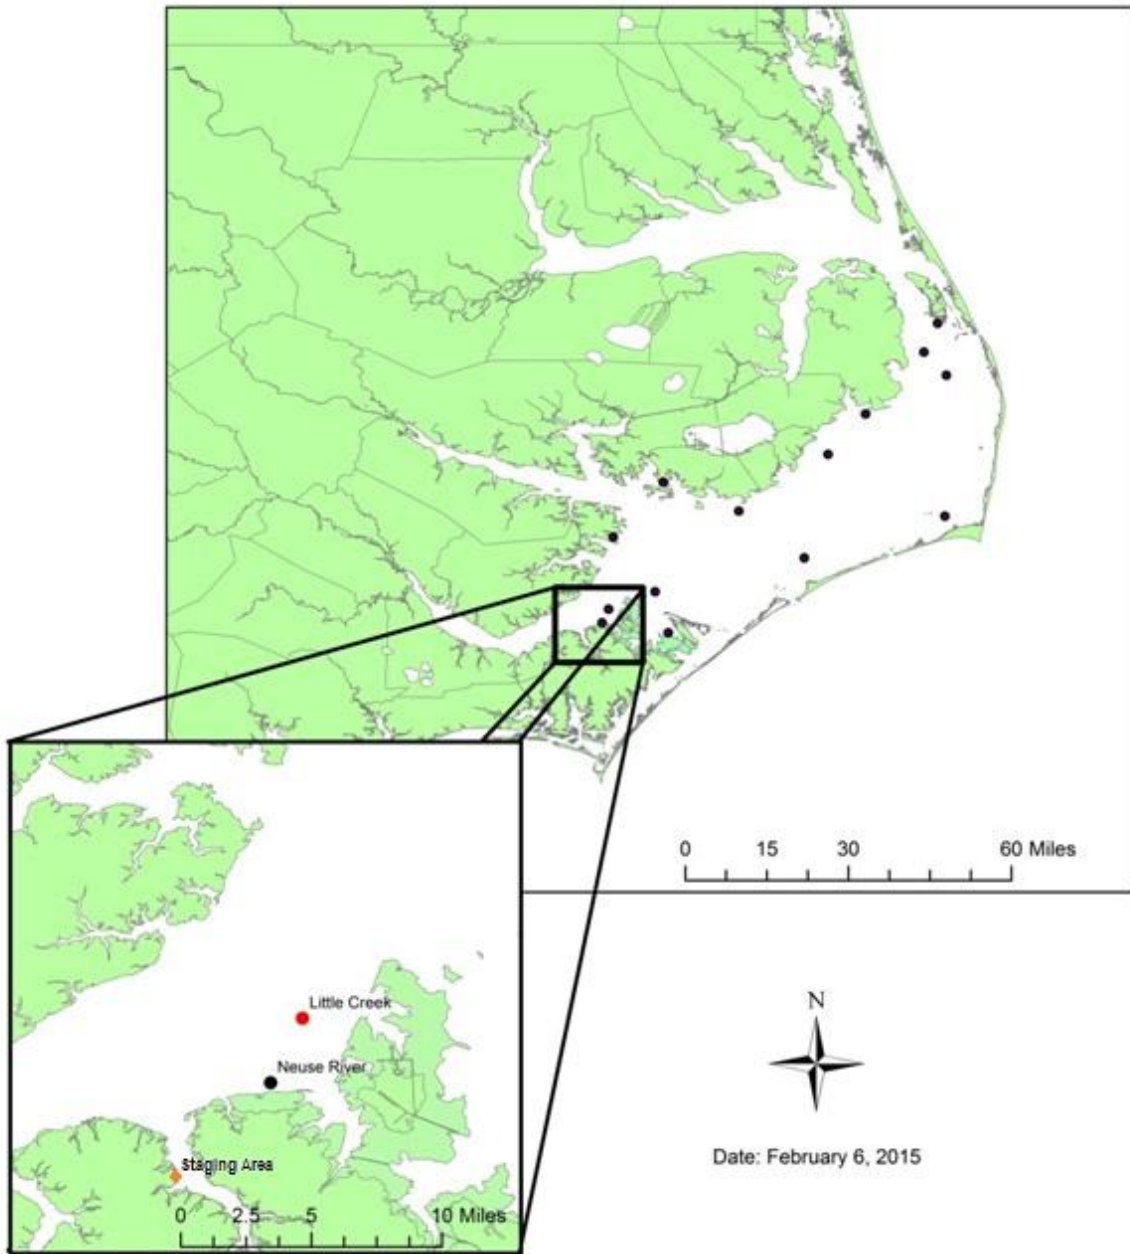 0 15 30 60 Miles
Little Creek
Neuse River
N
Date: February 6, 2015
Staging Area
0 2.5 5 10 Miles